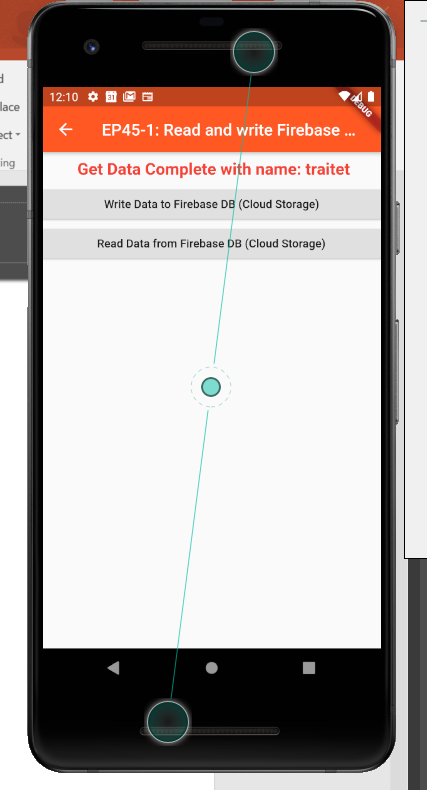 d
lace
ect
ing
12:10
31
DEBUG
EP45-1: Read and write Firebase ...
Get Data Complete with name: traitet
Write Data to Firebase DB (Cloud Storage)
Read Data from Firebase DB (Cloud Storage)